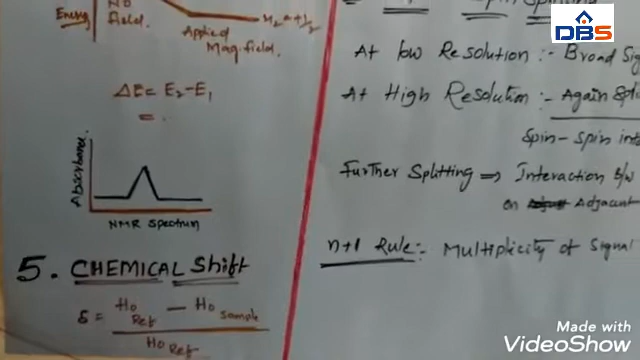 Energy
No
Field.
Applied
Mag. field.
ΔE = E₂ - E₁
= .
Absorbance.
NMR Spectrum
5. CHEMICAL Shift
δ = Ho Ref - Ho Sample
Ho Ref
DBS
At low Resolution :- Broad Sig
At High Resolution :- Again
Spin - Spin int
Further Splitting ⇒ Interaction b/w
on Adjacent
n+1 Rule :- Multiplicity of Signal
Made with
VideoShow